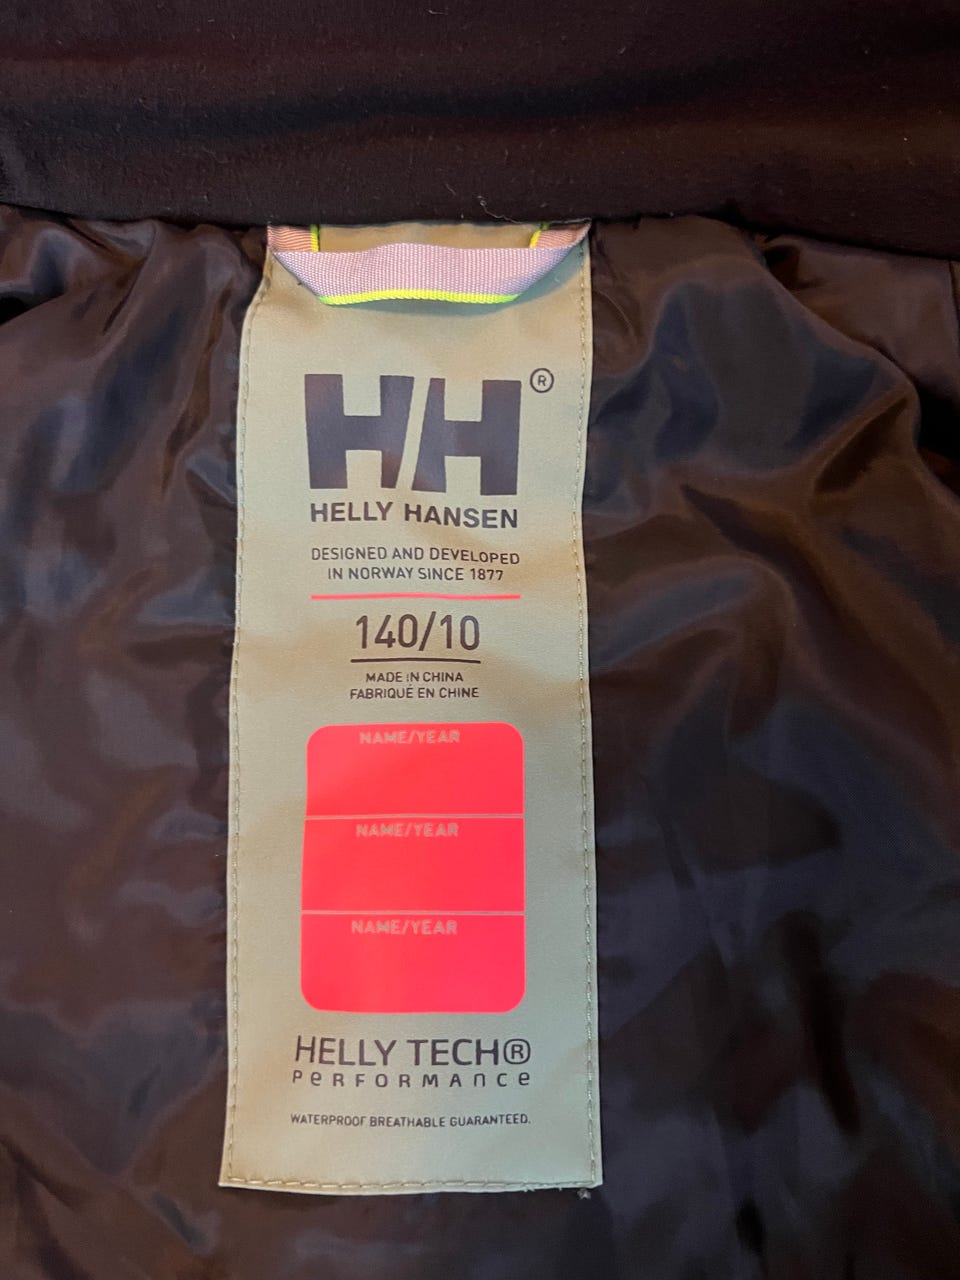 HH®
HELLY HANSEN
DESIGNED AND DEVELOPED
IN NORWAY SINCE 1877
140/10
MADE IN CHINA
FABRIQUÉ EN CHINE
NAME/YEAR
NAME/YEAR
NAME/YEAR
HELLY TECH®
PERFORMANCE
WATERPROOF BREATHABLE GUARANTEED.